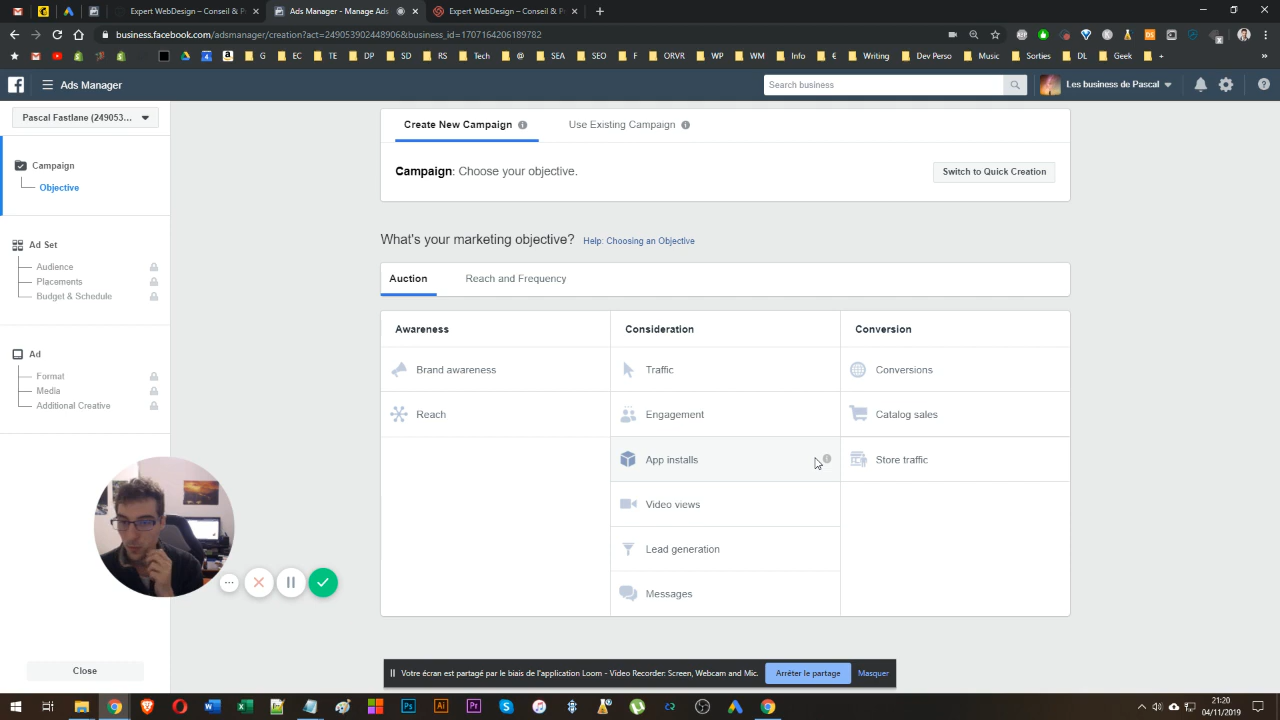 Expert WebDesign – Conseil & P
Ads Manager - Manage Ads
Expert WebDesign – Conseil & P
business.facebook.com/adsmanager/creation?act=2490539024489068&business_id=1707164206189782
G
EC
TE
DP
SD
RS
@
SEA
SEO
F
ORVR
WP
WM
Info
€
Writing
Dev Perso
Music
Sorties
DL
Geek
+
Ads Manager
Search business
Les business de Pascal
Pascal Fastlane (249053...
Create New Campaign
Use Existing Campaign
Campaign: Choose your objective.
Switch to Quick Creation
Campaign
Objective
Ad Set
Audience
Placements
Budget & Schedule
Ad
Format
Media
Additional Creative
Close
What's your marketing objective? Help: Choosing an Objective
Auction
Reach and Frequency
Awareness
Consideration
Conversion
Brand awareness
Traffic
Conversions
Reach
Engagement
Catalog sales
App installs
Store traffic
Video views
Lead generation
Messages
Votre écran est partagé par le biais de l'application Loom - Video Recorder: Screen, Webcam and Mic.
Arrêter le partage
Masquer
21:20
04/11/2019